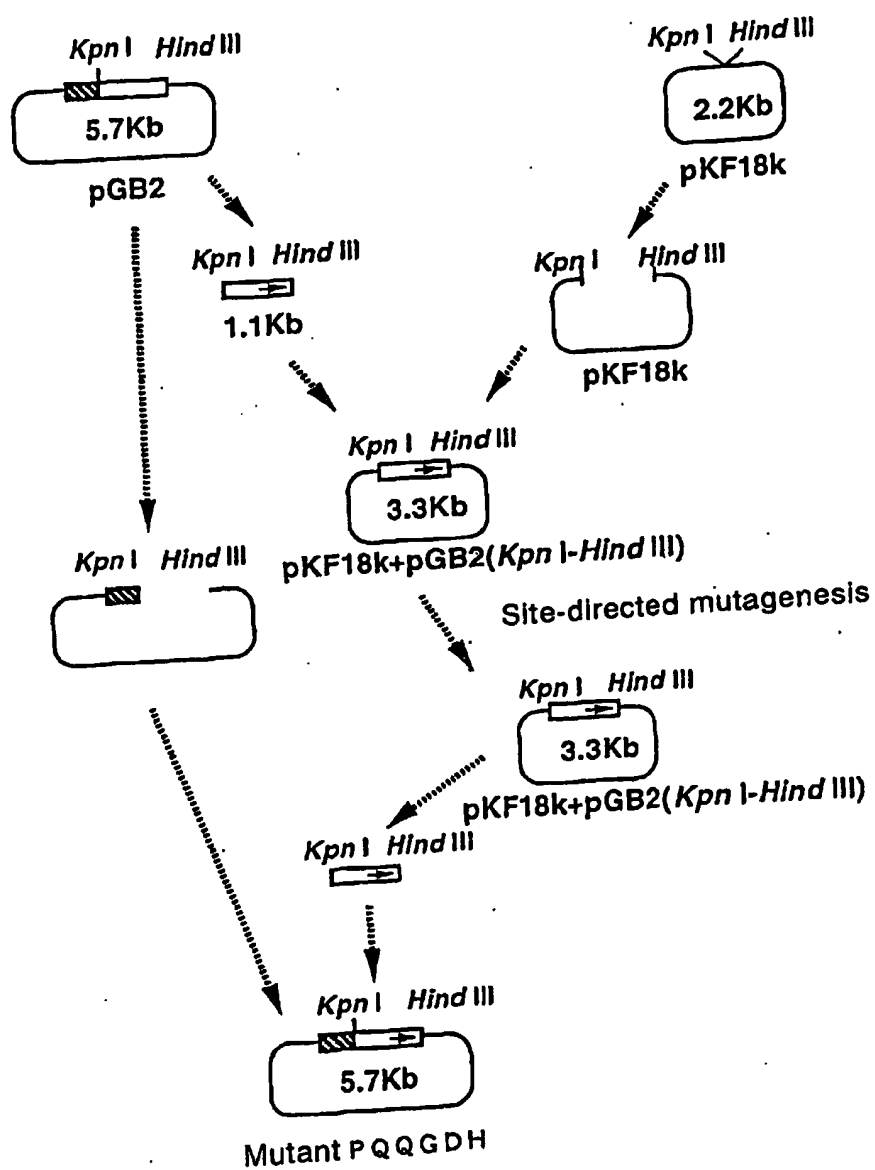 Kpn I Hind III
5.7Kb
pGB2
Kpn I Hind III
2.2Kb
pKF18k
Kpn I Hind III
1.1Kb
Kpn I Hind III
pKF18k
Kpn I Hind III
3.3Kb
pKF18k+pGB2(Kpn I-Hind III)
Kpn I Hind III
Site-directed mutagenesis
Kpn I Hind III
3.3Kb
pKF18k+pGB2(Kpn I-Hind III)
Kpn I Hind III
Kpn I Hind III
5.7Kb
Mutant PQQGDH